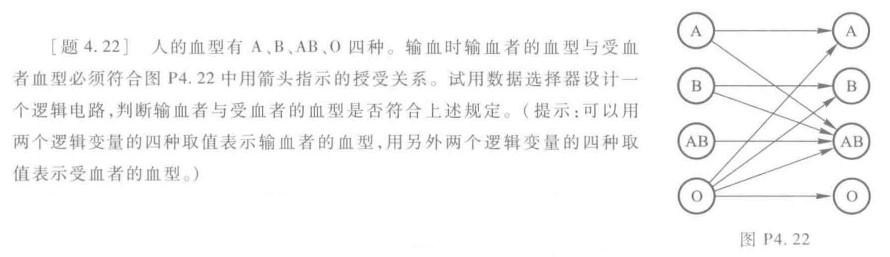 [题 4.22] 人的血型有 A、B、AB、O 四种。输血时输血者的血型与受血
者血型必须符合图 P4.22 中用箭头指示的授受关系。试用数据选择器设计一
个逻辑电路,判断输血者与受血者的血型是否符合上述规定。(提示:可以用
两个逻辑变量的四种取值表示输血者的血型,用另外两个逻辑变量的四种取
值表示受血者的血型。)
A A
B B
AB AB
O O
图 P4.22